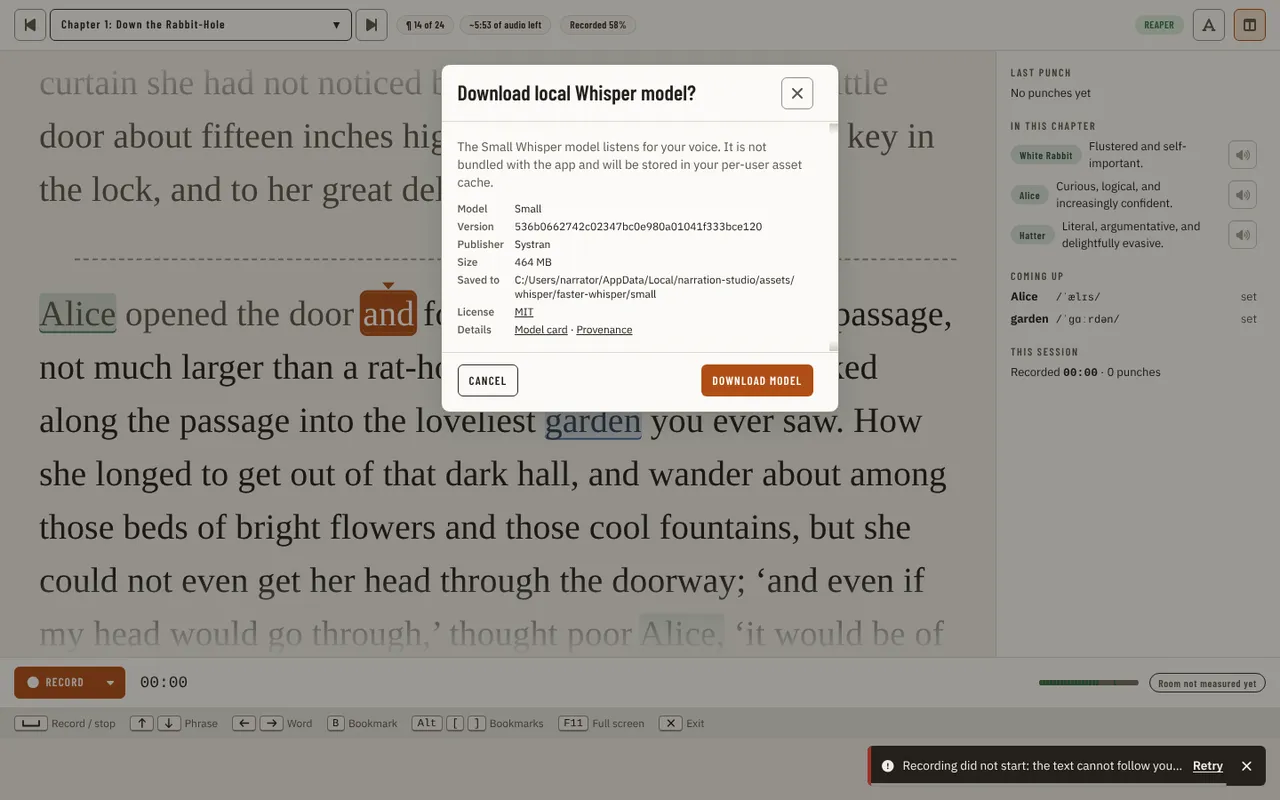 Chapter 1: Down the Rabbit-Hole
¶ 14 of 24
~5:53 of audio left
Recorded 58%
REAPER
A
curtain she had not noticed
ttle
door about fifteen inches hig
key in
the lock, and to her great del
Alice opened the door and fo
passage,
not much larger than a rat-ho
ked
along the passage into the loveliest garden you ever saw. How
she longed to get out of that dark hall, and wander about among
those beds of bright flowers and those cool fountains, but she
could not even get her head through the doorway; ‘and even if
my head would go through,’ thought poor Alice, ‘it would be of
Download local Whisper model?
The Small Whisper model listens for your voice. It is not
bundled with the app and will be stored in your per-user asset
cache.
Model Small
Version 536b0662742c02347bc0e980a01041f333bce120
Publisher Systran
Size 464 MB
Saved to C:/Users/narrator/AppData/Local/narration-studio/assets/
whisper/faster-whisper/small
License MIT
Details Model card · Provenance
CANCEL
DOWNLOAD MODEL
LAST PUNCH
No punches yet
IN THIS CHAPTER
White Rabbit Flustered and self-
important.
Alice Curious, logical, and
increasingly confident.
Hatter Literal, argumentative, and
delightfully evasive.
COMING UP
Alice /ˈælɪs/ set
garden /ˈɡɑːrdən/ set
THIS SESSION
Recorded 00:00 · 0 punches
RECORD
00:00
Room not measured yet
Record / stop
Phrase
Word
B Bookmark
Alt [ ] Bookmarks
F11 Full screen
Exit
Recording did not start: the text cannot follow you… Retry